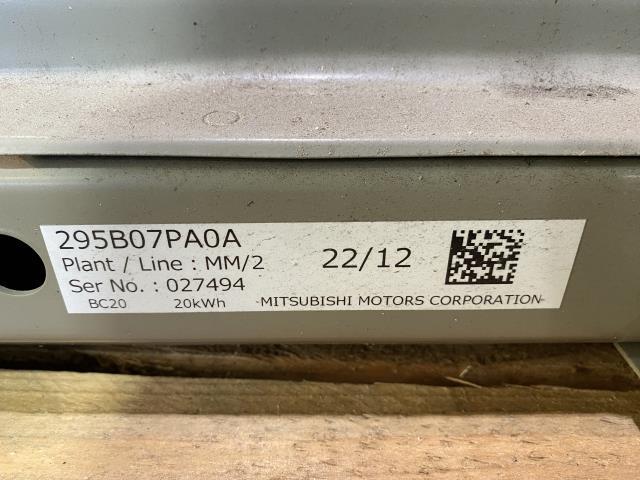 295B07PA0A
Plant / Line : MM/2
22/12
Ser No. : 027494
BC20 20kWh -MITSUBISHI MOTORS CORPORATION-